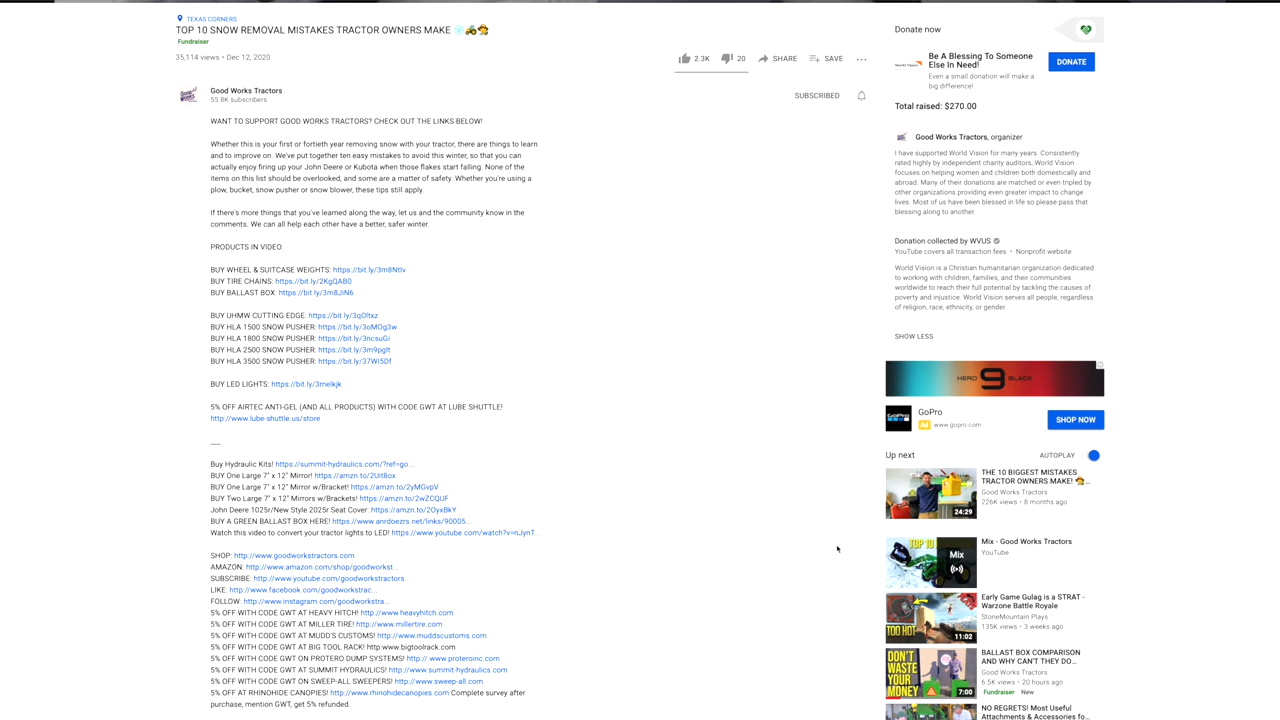 TEXAS CORNERS
TOP 10 SNOW REMOVAL MISTAKES TRACTOR OWNERS MAKE ❄️🚜🧑‍🌾
Fundraiser
35,114 views • Dec 12, 2020
2.3K 20 SHARE SAVE ...
Good Works Tractors
55.8K subscribers
SUBSCRIBED
WANT TO SUPPORT GOOD WORKS TRACTORS? CHECK OUT THE LINKS BELOW!
Whether this is your first or fortieth year removing snow with your tractor, there are things to learn
and to improve on. We've put together ten easy mistakes to avoid this winter, so that you can
actually enjoy firing up your John Deere or Kubota when those flakes start falling. None of the
items on this list should be overlooked, and some are a matter of safety. Whether you're using a
plow, bucket, snow pusher or snow blower, these tips still apply.
If there's more things that you've learned along the way, let us and the community know in the
comments. We can all help each other have a better, safer winter.
PRODUCTS IN VIDEO:
BUY WHEEL & SUITCASE WEIGHTS: https://bit.ly/3m8NtIv
BUY TIRE CHAINS: https://bit.ly/2KgQAB0
BUY BALLAST BOX: https://bit.ly/3m8JiN6
BUY UHMW CUTTING EDGE: https://bit.ly/3qOltxz
BUY HLA 1500 SNOW PUSHER: https://bit.ly/3oMOg3w
BUY HLA 1800 SNOW PUSHER: https://bit.ly/3ncsuGi
BUY HLA 2500 SNOW PUSHER: https://bit.ly/3m9pglt
BUY HLA 3500 SNOW PUSHER: https://bit.ly/37WI5Df
BUY LED LIGHTS: https://bit.ly/3melkjk
5% OFF AIRTEC ANTI-GEL (AND ALL PRODUCTS) WITH CODE GWT AT LUBE SHUTTLE!
http://www.lube-shuttle.us/store
___
Buy Hydraulic Kits! https://summit-hydraulics.com/?ref=go...
BUY One Large 7" x 12" Mirror! https://amzn.to/2Uit8ox
BUY One Large 7" x 12" Mirror w/Bracket! https://amzn.to/2yMGvpV
BUY Two Large 7" x 12" Mirrors w/Brackets! https://amzn.to/2wZCQUF
John Deere 1025r/New Style 2025r Seat Cover: https://amzn.to/2OyxBkY
BUY A GREEN BALLAST BOX HERE! https://www.anrdoezrs.net/links/90005...
Watch this video to convert your tractor lights to LED! https://www.youtube.com/watch?v=nJynT...
SHOP: http://www.goodworkstractors.com
AMAZON: http://www.amazon.com/shop/goodworkst...
SUBSCRIBE: http://www.youtube.com/goodworkstractors
LIKE: http://www.facebook.com/goodworkstrac...
FOLLOW: http://www.instagram.com/goodworkstra...
5% OFF WITH CODE GWT AT HEAVY HITCH! http://www.heavyhitch.com
5% OFF WITH CODE GWT AT MILLER TIRE! http://www.millertire.com
5% OFF WITH CODE GWT AT MUDD'S CUSTOMS! http://www.muddscustoms.com
5% OFF WITH CODE GWT AT BIG TOOL RACK! http:www.bigtoolrack.com
5% OFF WITH CODE GWT ON PROTERO DUMP SYSTEMS! http://.www.proteroinc.com
5% OFF WITH CODE GWT AT SUMMIT HYDRAULICS! http://www.summit-hydraulics.com
5% OFF WITH CODE GWT ON SWEEP-ALL SWEEPERS! http://www.sweep-all.com
5% OFF AT RHINOHIDE CANOPIES! http://www.rhinohidecanopies.com Complete survey after
purchase, mention GWT, get 5% refunded.
Donate now
World Vision
Be A Blessing To Someone
Else In Need!
Even a small donation will make a
big difference!
DONATE
Total raised: $270.00
Good Works Tractors, organizer
I have supported World Vision for many years. Consistently
rated highly by independent charity auditors, World Vision
focuses on helping women and children both domestically and
abroad. Many of their donations are matched or even tripled by
other organizations providing even greater impact to change
lives. Most of us have been blessed in life so please pass that
blessing along to another.
Donation collected by WVUS
YouTube covers all transaction fees • Nonprofit website
World Vision is a Christian humanitarian organization dedicated
to working with children, families, and their communities
worldwide to reach their full potential by tackling the causes of
poverty and injustice. World Vision serves all people, regardless
of religion, race, ethnicity, or gender
SHOW LESS
HERO 9 BLACK
GoPro
GoPro
Ad www.gopro.com
SHOP NOW
Up next
AUTOPLAY
THE 10 BIGGEST MISTAKES
TRACTOR OWNERS MAKE! 🧑‍🌾...
Good Works Tractors
226K views • 8 months ago
24:29
TOP 10
Mix
Mix - Good Works Tractors
YouTube
Early Game Gulag is a STRAT -
Warzone Battle Royale
StoneMountain Plays
135K views • 3 weeks ago
TOO HOT
11:02
DON'T
WASTE
YOUR
MONEY
7:00
BALLAST BOX COMPARISON
AND WHY CAN'T THEY DO...
Good Works Tractors
6.5K views • 20 hours ago
Fundraiser New
NO REGRETS! Most Useful
Attachments & Accessories fo...